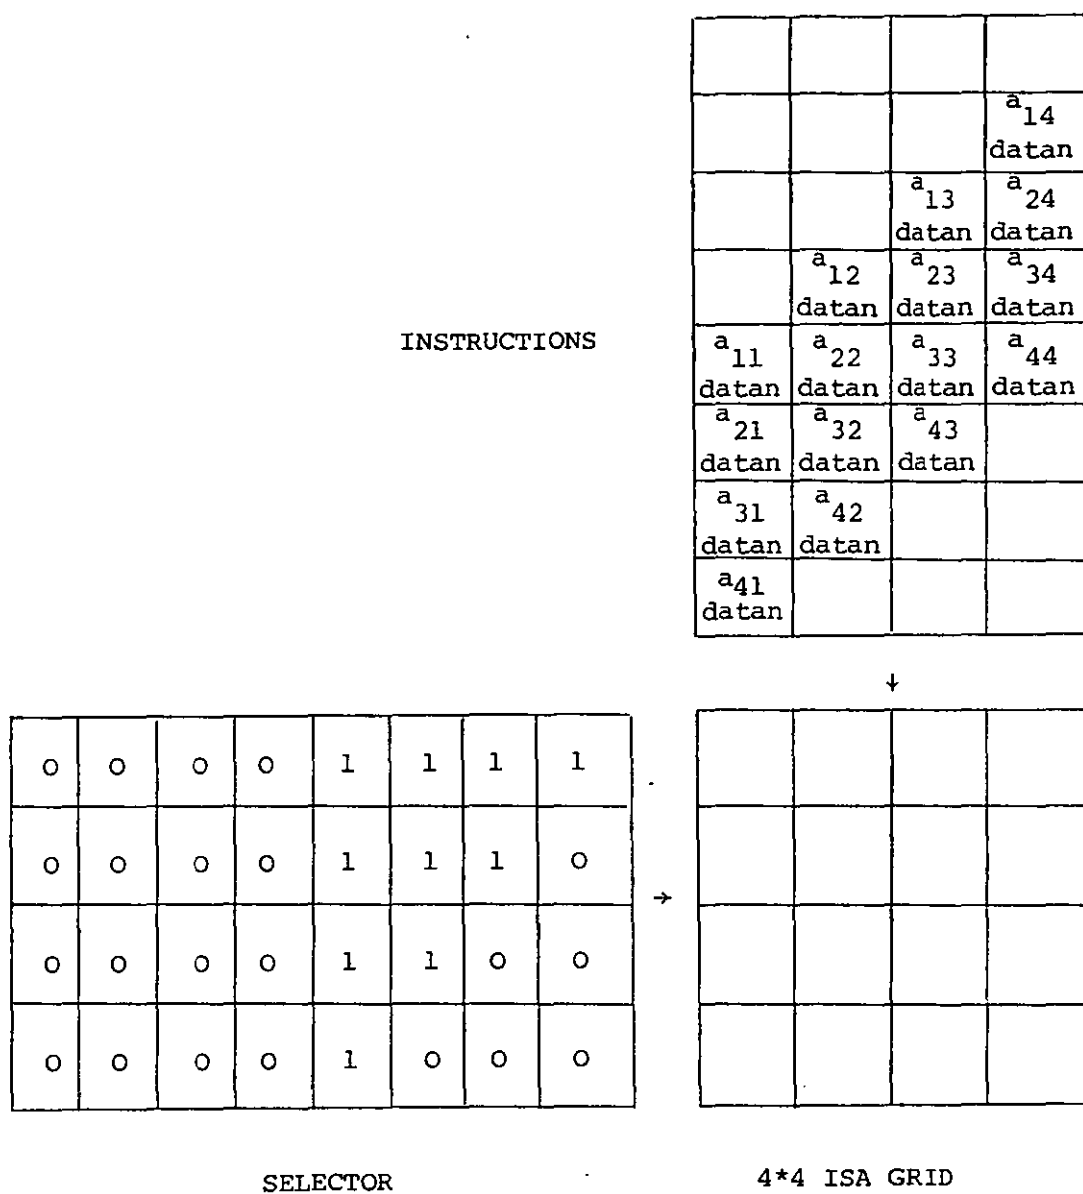 a14
datan
a13 a24
datan datan
a12 a23 a34
datan datan datan
INSTRUCTIONS
a11 a22 a33 a44
datan datan datan datan
a21 a32 a43
datan datan datan
a31 a42
datan datan
a41
datan
↓
0 0 0 0 1 1 1 1
0 0 0 0 1 1 1 0
→
0 0 0 0 1 1 0 0
0 0 0 0 1 0 0 0
SELECTOR 4*4 ISA GRID